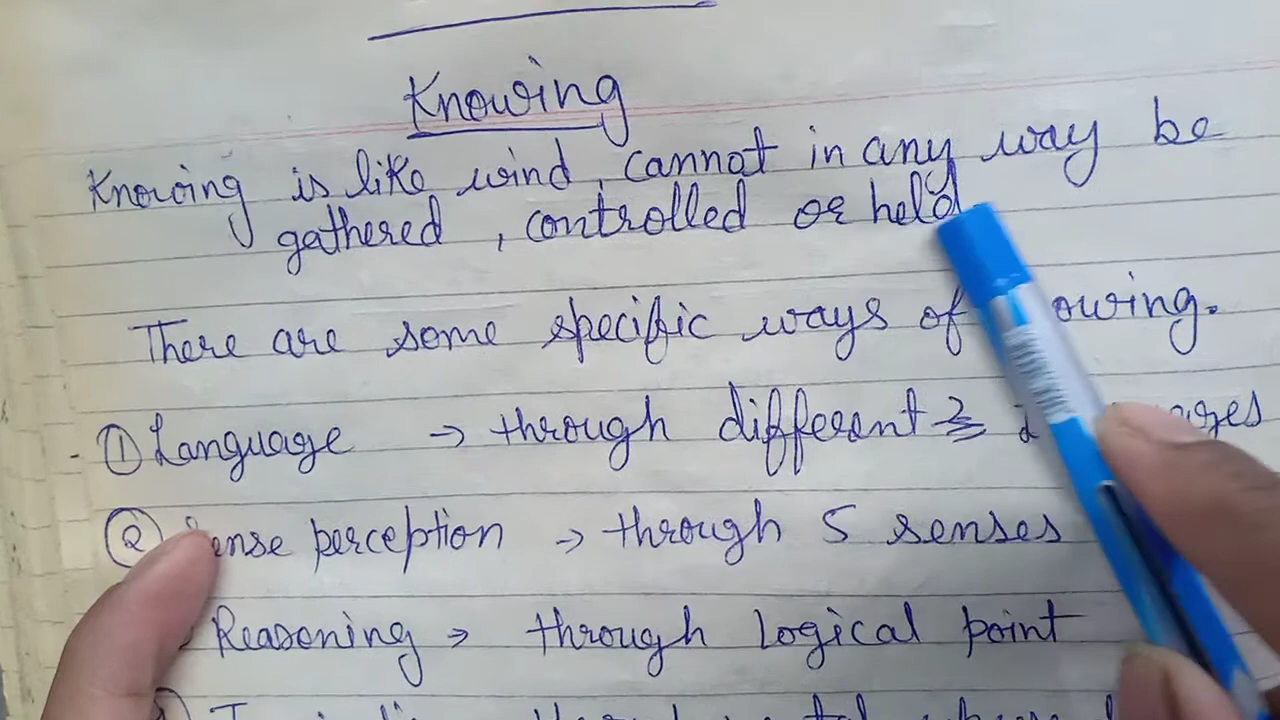 Knowing
Knowing is like wind, cannot in any way be
gathered, controlled or held
There are some specific ways of
① Language → through different
② Sense perception → through 5 senses
Reasoning → through Logical point